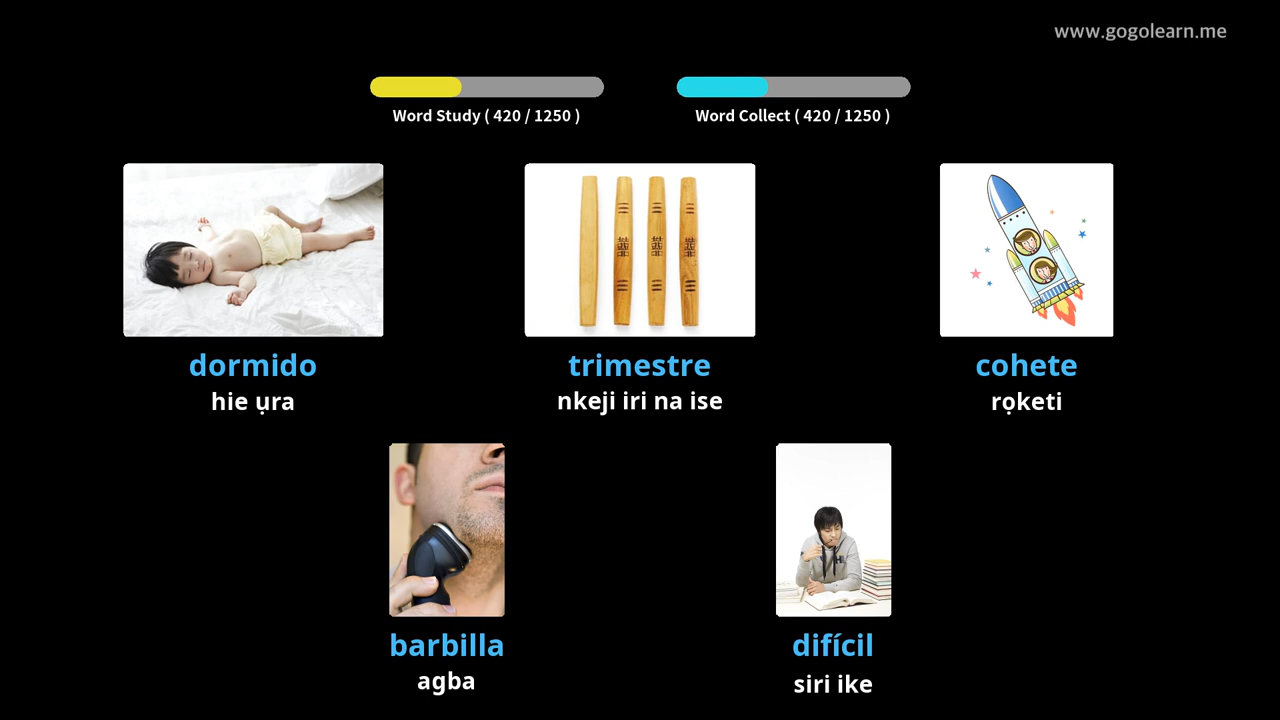 www.gogolearn.me
Word Study ( 420 / 1250 )
Word Collect ( 420 / 1250 )
dormido
hie ụra
trimestre
nkeji iri na ise
cohete
rọketi
barbilla
agba
difícil
siri ike